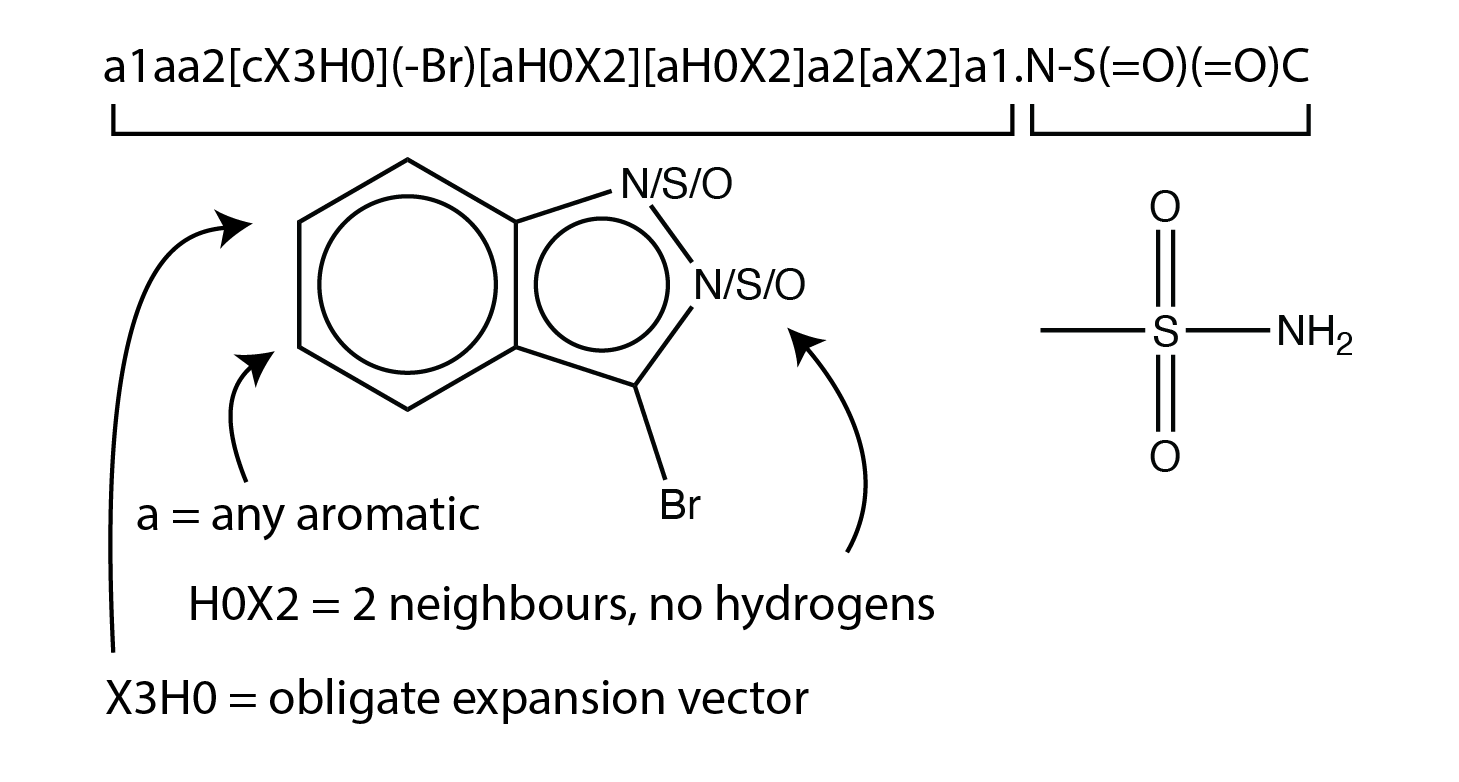 a1aa2[cX3H0](-Br)[aH0X2][aH0X2]a2[aX2]a1.N-S(=O)(=O)C
N/S/O
O
N/S/O
S
NH2
O
Br
a = any aromatic
H0X2 = 2 neighbours, no hydrogens
X3H0 = obligate expansion vector